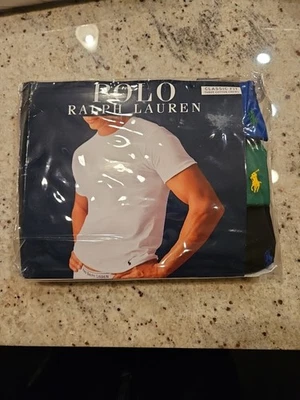 POLO
RALPH LAUREN
CLASSIC FIT